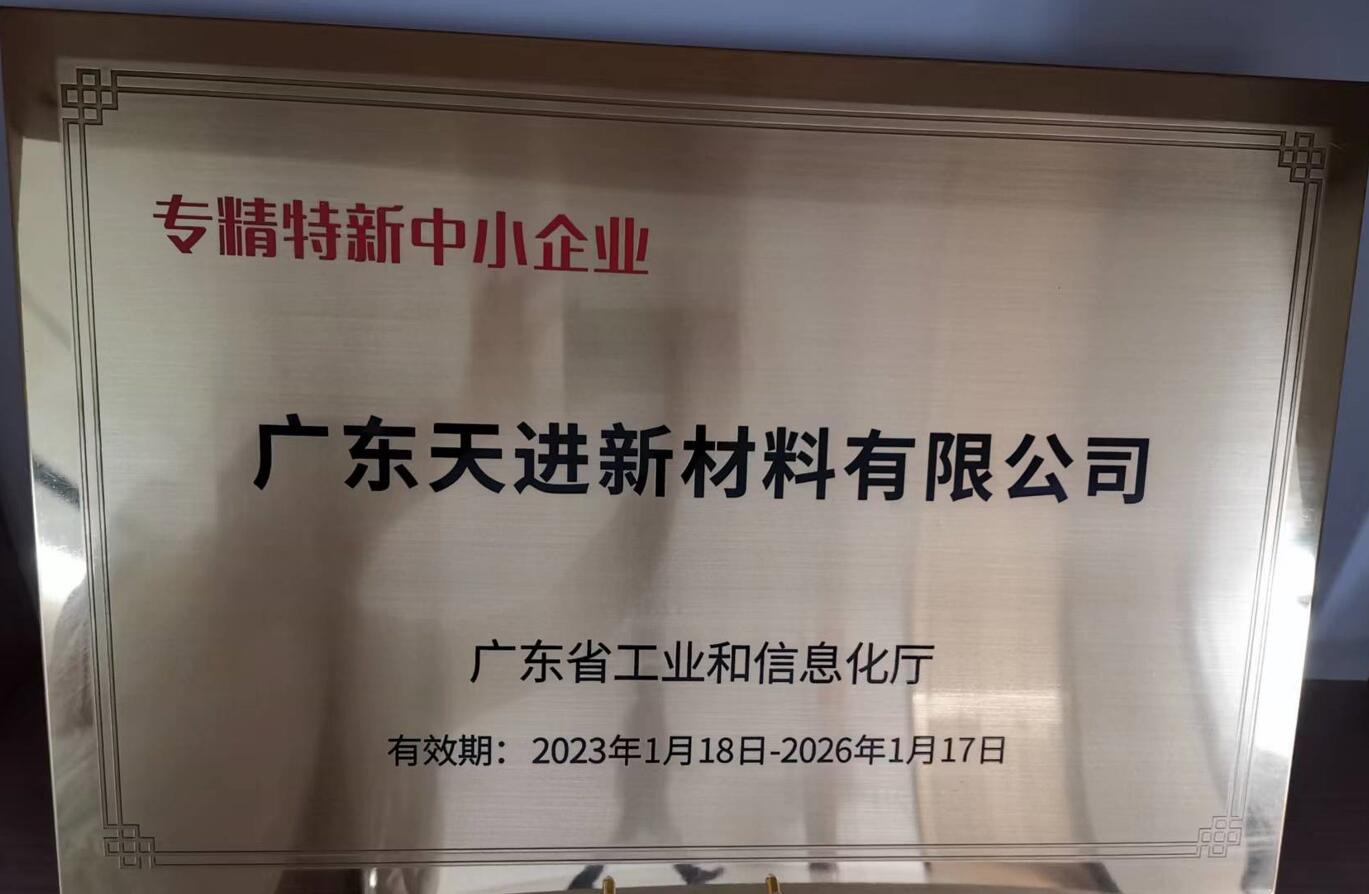 专精特新中小企业
广东天进新材料有限公司
广东省工业和信息化厅
有效期：2023年1月18日-2026年1月17日